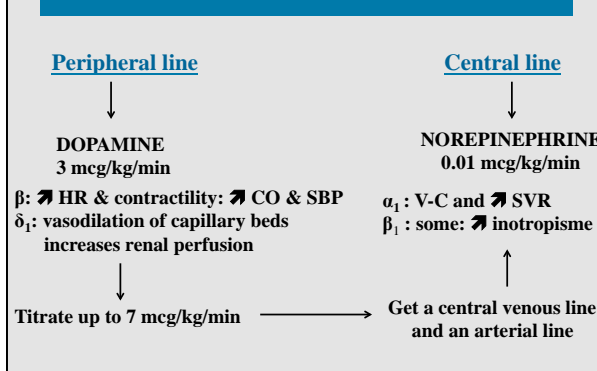 Peripheral line
DOPAMINE
3 mcg/kg/min
β: ↗ HR & contractility: ↗ CO & SBP
δ₁: vasodilation of capillary beds
increases renal perfusion
Titrate up to 7 mcg/kg/min
Central line
NOREPINEPHRINE
0.01 mcg/kg/min
α₁ : V-C and ↗ SVR
β₁ : some: ↗ inotropisme
Get a central venous line
and an arterial line